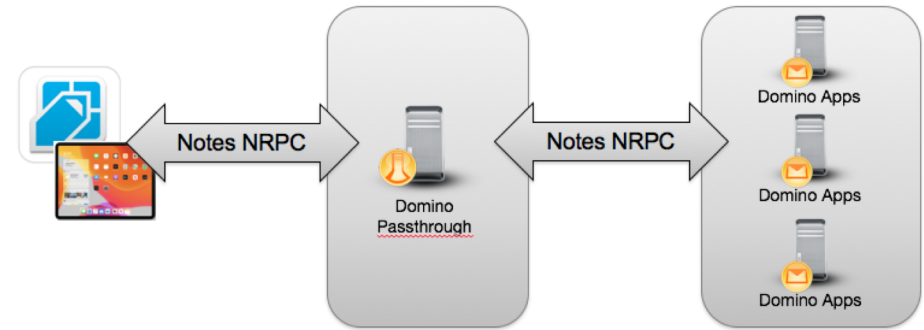 Notes NRPC
Domino
Passthrough
Notes NRPC
Domino Apps
Domino Apps
Domino Apps